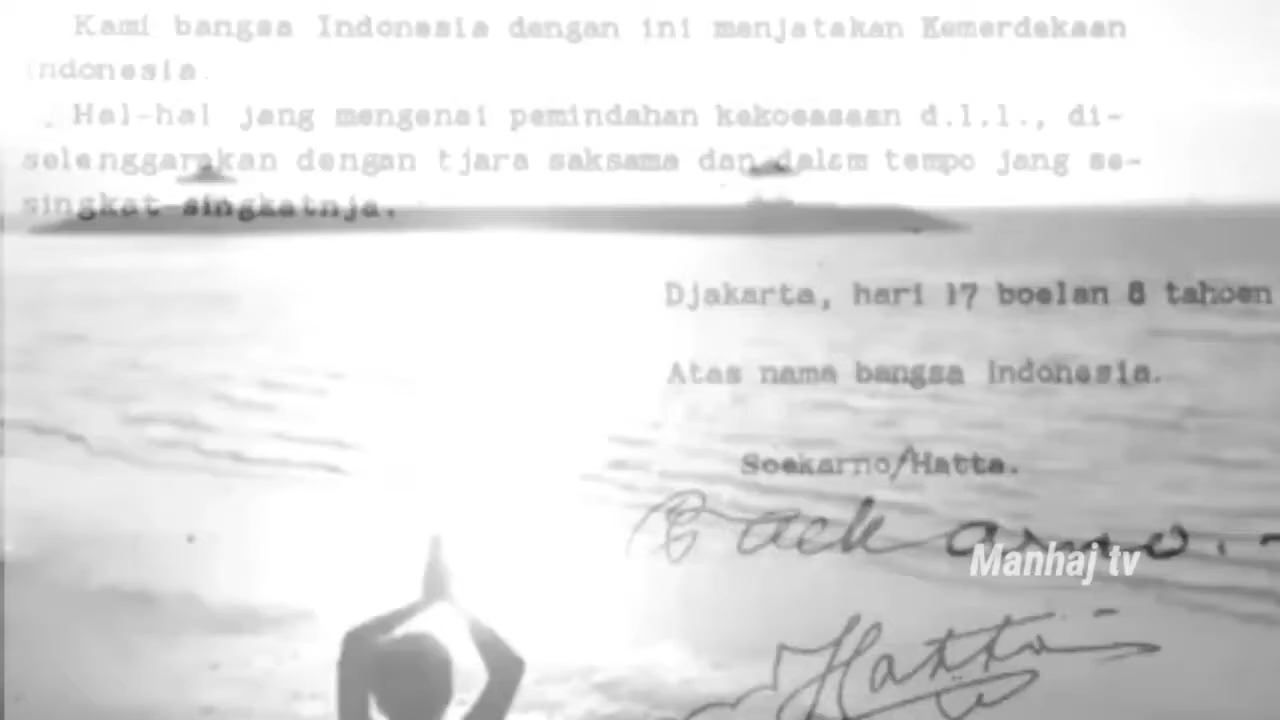 Kami bangsa Indonesia dengan ini menjatakan Kemerdekaan
Indonesia.
Hal-hal jang mengenai pemindahan kekoeasaan d.l.l., di-
selenggarakan dengan tjara saksama dan dalam tempo jang se-
singkat singkatnja.
Djakarta, hari 17 boelan 8 tahoen
Atas nama bangsa Indonesia.
Soekarno/Hatta.
Soekarno.-
Manhaj tv
Hatta